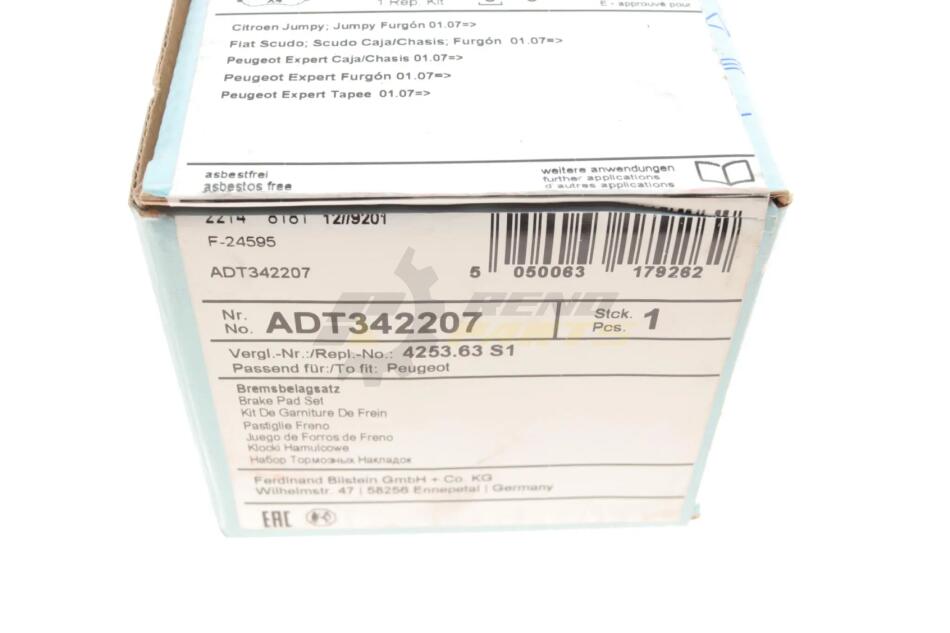 1 Rep. Kit
E - approuvé pour
Citroen Jumpy; Jumpy Furgón 01.07=>
Fiat Scudo; Scudo Caja/Chasis; Furgón 01.07=>
Peugeot Expert Caja/Chasis 01.07=>
Peugeot Expert Furgón 01.07=>
Peugeot Expert Tapee 01.07=>
asbestfrei
asbestos free
weitere anwendungen
further applications
d'autres applications
2214 8181 12//9201
F-24595
ADT342207
5 050063 179262
RENO PARTS
Nr.
No. ADT342207
Stck.
Pcs. 1
Vergl.-Nr.:/Repl.-No.: 4253.63 S1
Passend für:/To fit: Peugeot
Bremsbelagsatz
Brake Pad Set
Kit De Garniture De Frein
Pastiglie Freno
Juego de Forros de Freno
Klocki Hamulcowe
Набор Тормозных Накладок
Ferdinand Bilstein GmbH + Co. KG
Wilhelmstr. 47 | 58256 Ennepetal | Germany
EAC